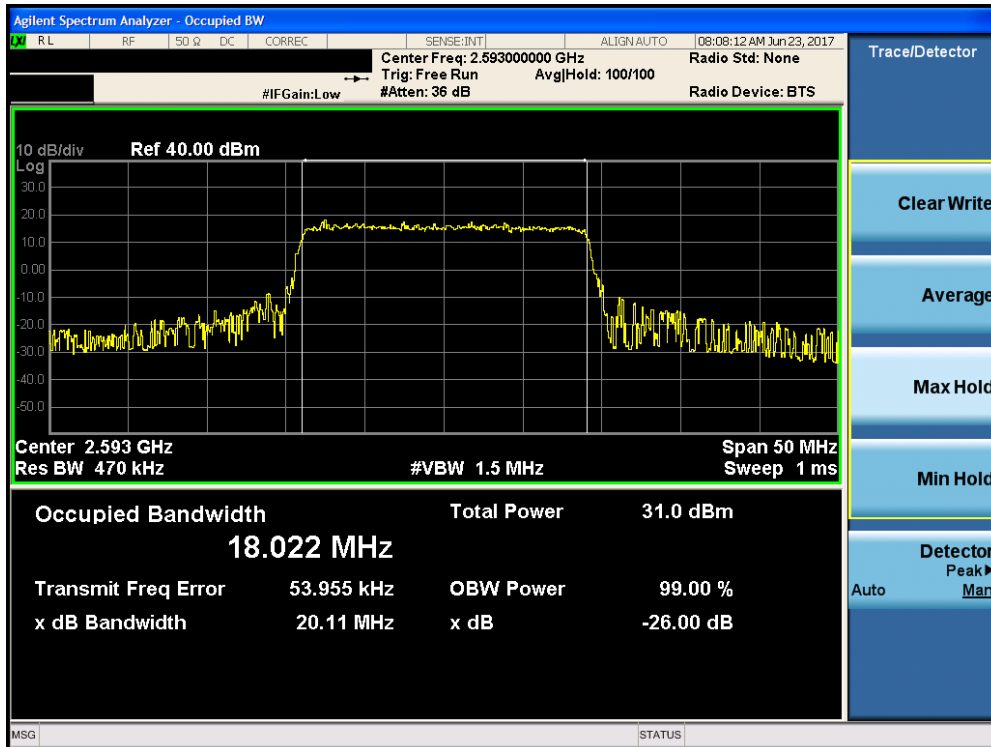 Agilent Spectrum Analyzer - Occupied BW
LXI RL RF 50 Ω DC CORREC SENSE:INT ALIGN AUTO 08:08:12 AM Jun 23, 2017
Center Freq: 2.593000000 GHz Radio Std: None
Trig: Free Run Avg|Hold: 100/100
#IFGain:Low #Atten: 36 dB Radio Device: BTS
10 dB/div Ref 40.00 dBm
Log
30.0
20.0
10.0
0.00
-10.0
-20.0
-30.0
-40.0
-50.0
Center 2.593 GHz Span 50 MHz
Res BW 470 kHz #VBW 1.5 MHz Sweep 1 ms
Occupied Bandwidth Total Power 31.0 dBm
18.022 MHz
Transmit Freq Error 53.955 kHz OBW Power 99.00 %
x dB Bandwidth 20.11 MHz x dB -26.00 dB
MSG STATUS
Trace/Detector
Clear Write
Average
Max Hold
Min Hold
Detector
Peak▶
Auto Man